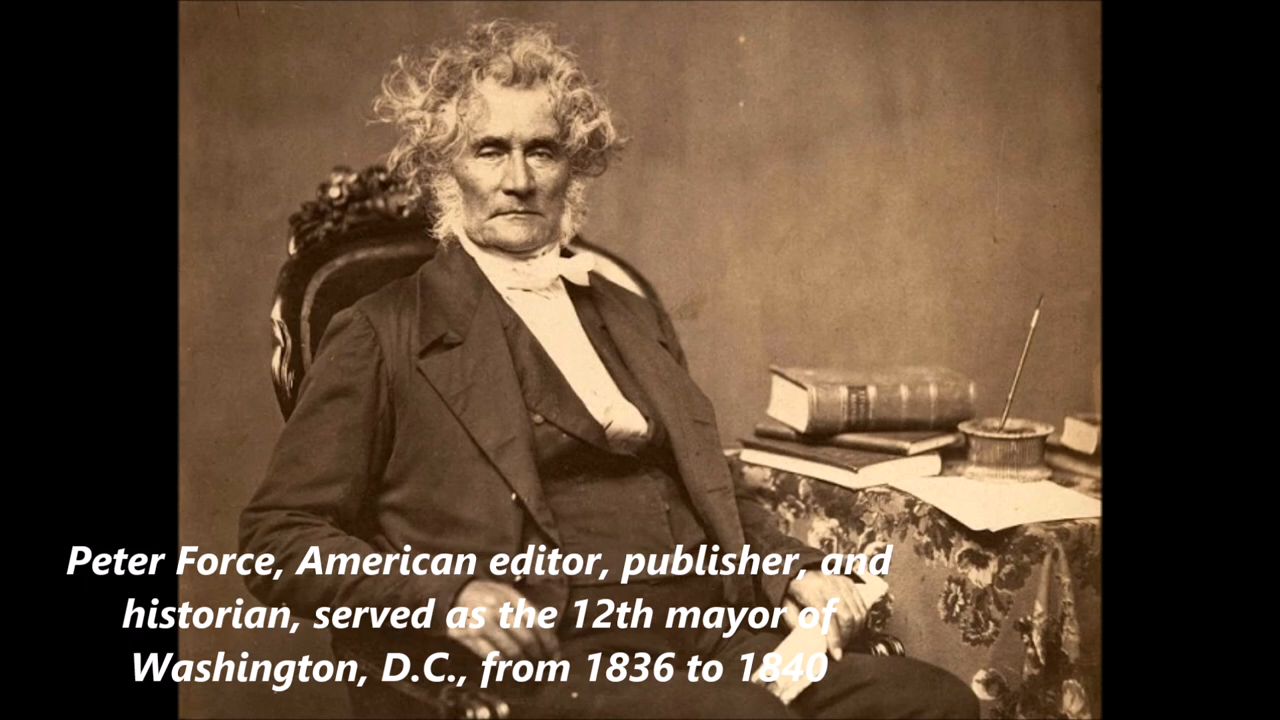 Peter Force, American editor, publisher, and
historian, served as the 12th mayor of
Washington, D.C., from 1836 to 1840